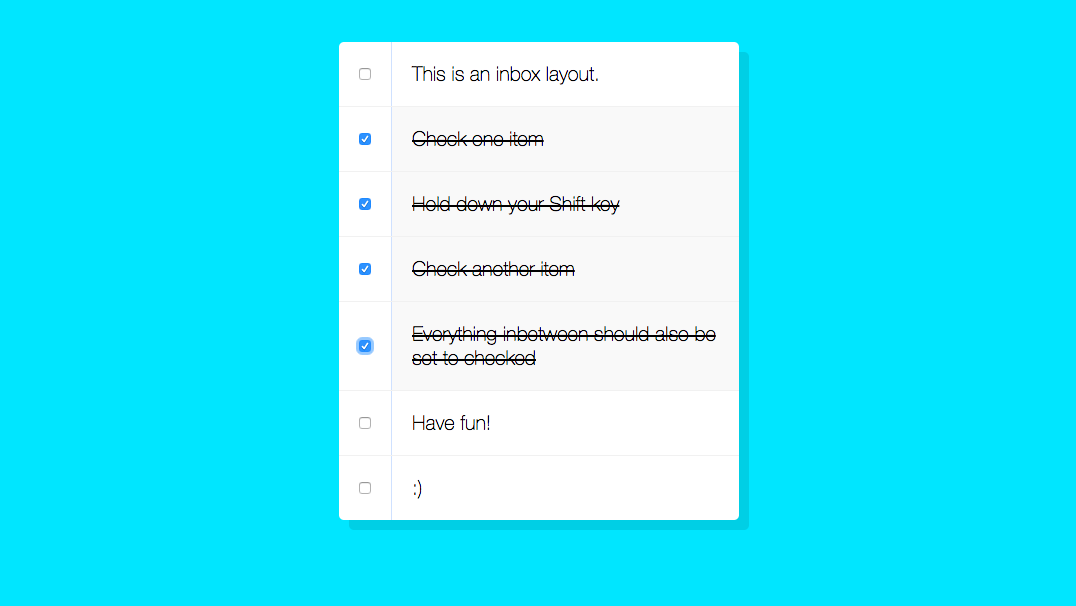 This is an inbox layout.
Check one item
Hold down your Shift key
Check another item
Everything inbetween should also be
set to checked
Have fun!
:)